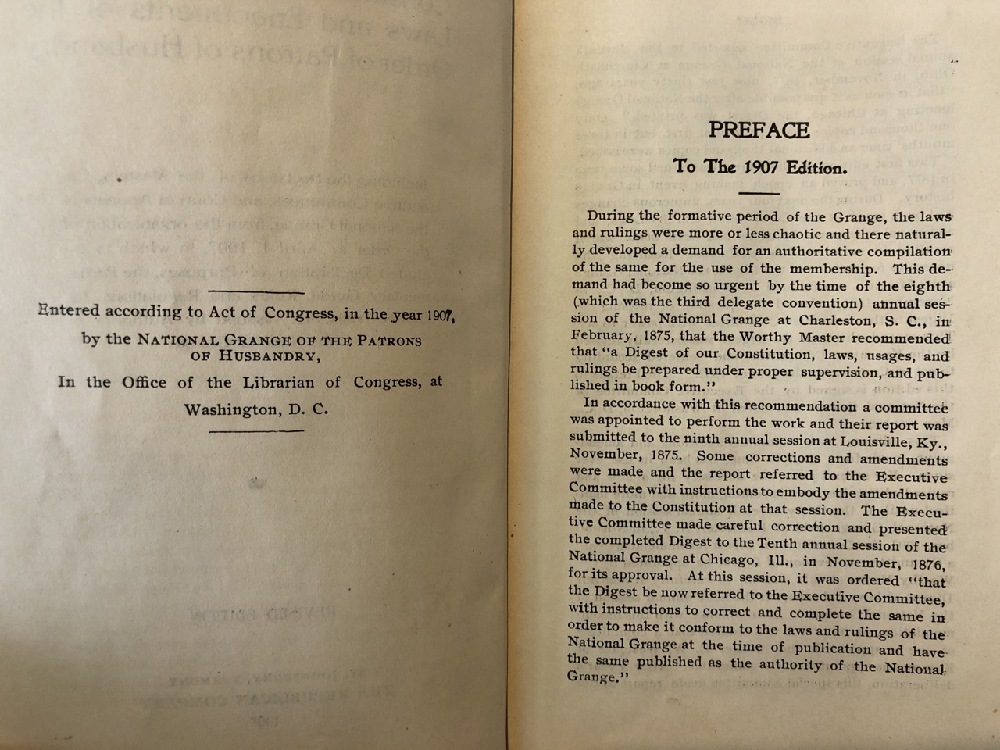 Entered according to Act of Congress, in the year 1907,
by the NATIONAL GRANGE OF THE PATRONS
OF HUSBANDRY,
In the Office of the Librarian of Congress, at
Washington, D. C.
PREFACE
To The 1907 Edition.
During the formative period of the Grange, the laws
and rulings were more or less chaotic and there natural-
ly developed a demand for an authoritative compilation
of the same for the use of the membership. This de-
mand had become so urgent by the time of the eighth
(which was the third delegate convention) annual ses-
sion of the National Grange at Charleston, S. C., in
February, 1875, that the Worthy Master recommended
that "a Digest of our Constitution, laws, usages, and
rulings be prepared under proper supervision, and pub-
lished in book form."
In accordance with this recommendation a committee
was appointed to perform the work and their report was
submitted to the ninth annual session at Louisville, Ky.,
November, 1875. Some corrections and amendments
were made and the report referred to the Executive
Committee with instructions to embody the amendments
made to the Constitution at that session. The Execu-
tive Committee made careful correction and presented
the completed Digest to the Tenth annual session of the
National Grange at Chicago, Ill., in November, 1876,
for its approval. At this session, it was ordered "that
the Digest be now referred to the Executive Committee,
with instructions to correct and complete the same in
order to make it conform to the laws and rulings of the
National Grange at the time of publication and have
the same published as the authority of the National
Grange."